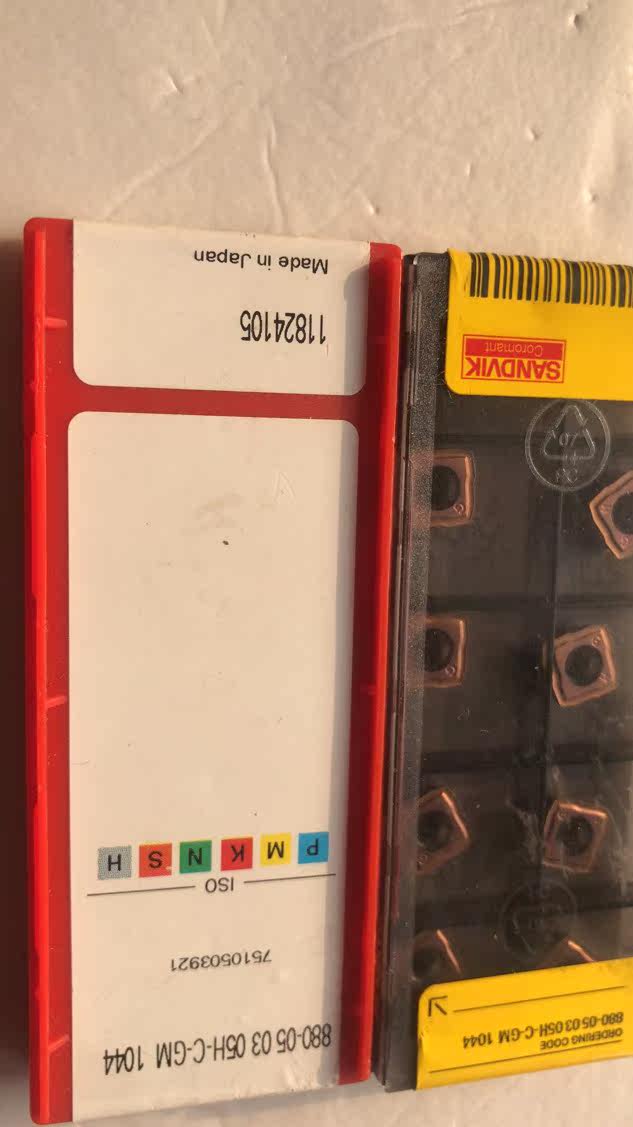 880-05 03 05H-C-GM 1044
7510503921
ISO
P M K N S H
11824105
Made in Japan
ORDERING CODE
880-05 03 05H-C-GM 1044
SANDVIK
Coromant